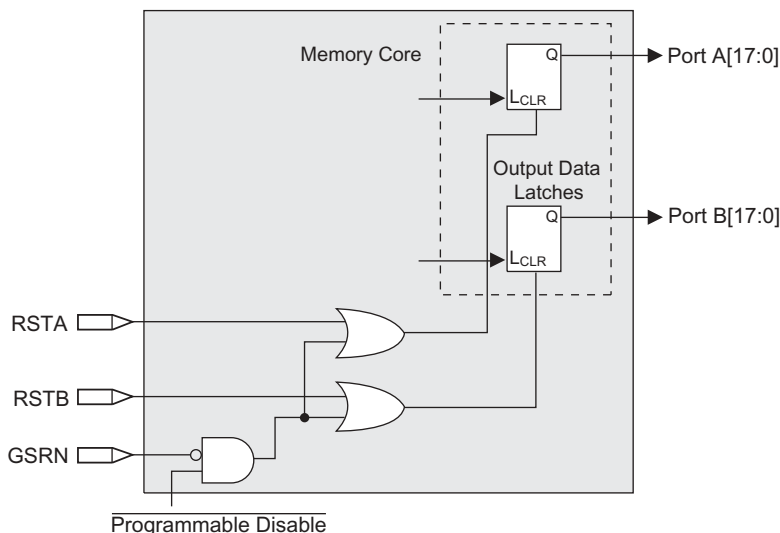 Memory Core
Q
Port A[17:0]
LCLR
Output Data
Latches
Q
Port B[17:0]
LCLR
RSTA
RSTB
GSRN
Programmable Disable